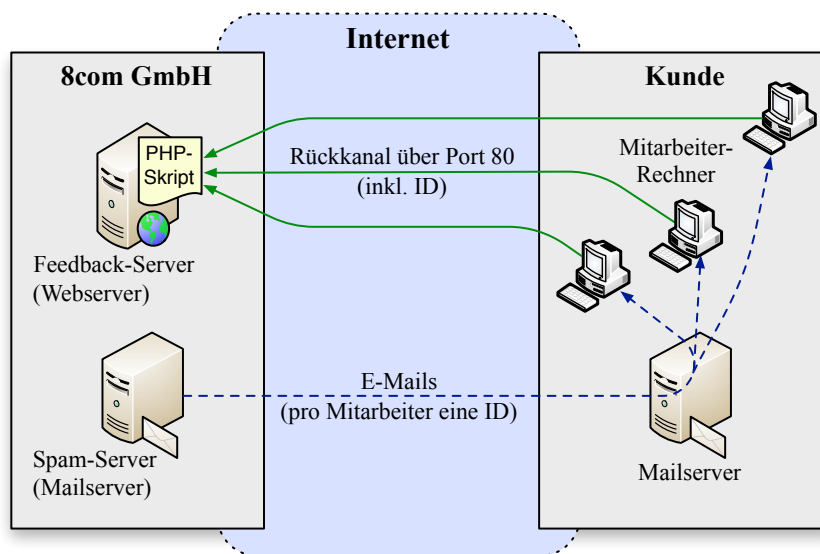 Internet
8com GmbH
Kunde
PHP-
Skript
Rückkanal über Port 80
(inkl. ID)
Mitarbeiter-
Rechner
Feedback-Server
(Webserver)
E-Mails
(pro Mitarbeiter eine ID)
Spam-Server
(Mailserver)
Mailserver